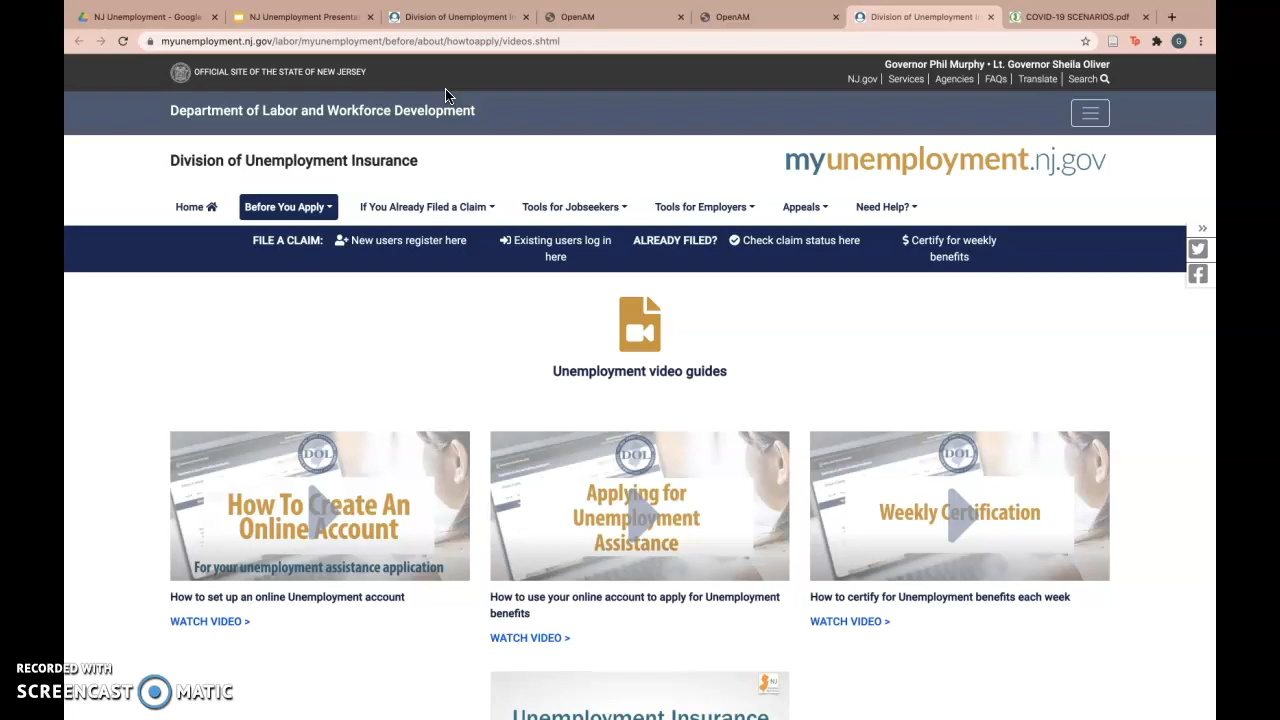 NJ Unemployment - Google
NJ Unemployment Presenta
Division of Unemployment In
OpenAM
OpenAM
Division of Unemployment In
COVID-19 SCENARIOS.pdf
myunemployment.nj.gov/labor/myunemployment/before/about/howtoapply/videos.shtml
G
OFFICIAL SITE OF THE STATE OF NEW JERSEY
Governor Phil Murphy • Lt. Governor Sheila Oliver
NJ.gov | Services | Agencies | FAQs | Translate | Search
Department of Labor and Workforce Development
Division of Unemployment Insurance
myunemployment.nj.gov
Home
Before You Apply
If You Already Filed a Claim
Tools for Jobseekers
Tools for Employers
Appeals
Need Help?
FILE A CLAIM:
New users register here
Existing users log in
here
ALREADY FILED?
Check claim status here
Certify for weekly
benefits
Unemployment video guides
DOL
How To Create An
Online Account
For your unemployment assistance application
How to set up an online Unemployment account
WATCH VIDEO >
DOL
Applying for
Unemployment
Assistance
How to use your online account to apply for Unemployment
benefits
WATCH VIDEO >
DOL
Weekly Certification
How to certify for Unemployment benefits each week
WATCH VIDEO >
NJ
Unemployment Insurance
RECORDED WITH
SCREENCAST MATIC